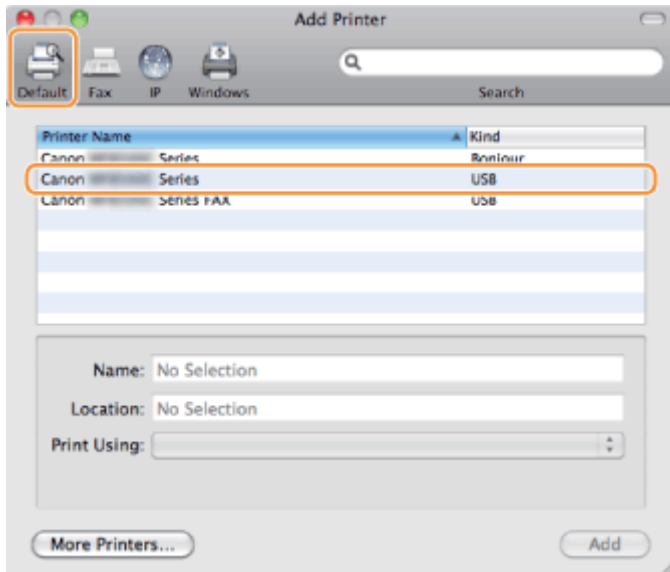 Add Printer
Default Fax IP Windows Search
Printer Name Kind
Canon Series Bonjour
Canon Series USB
Canon Series FAX USB
Name: No Selection
Location: No Selection
Print Using:
More Printers... Add